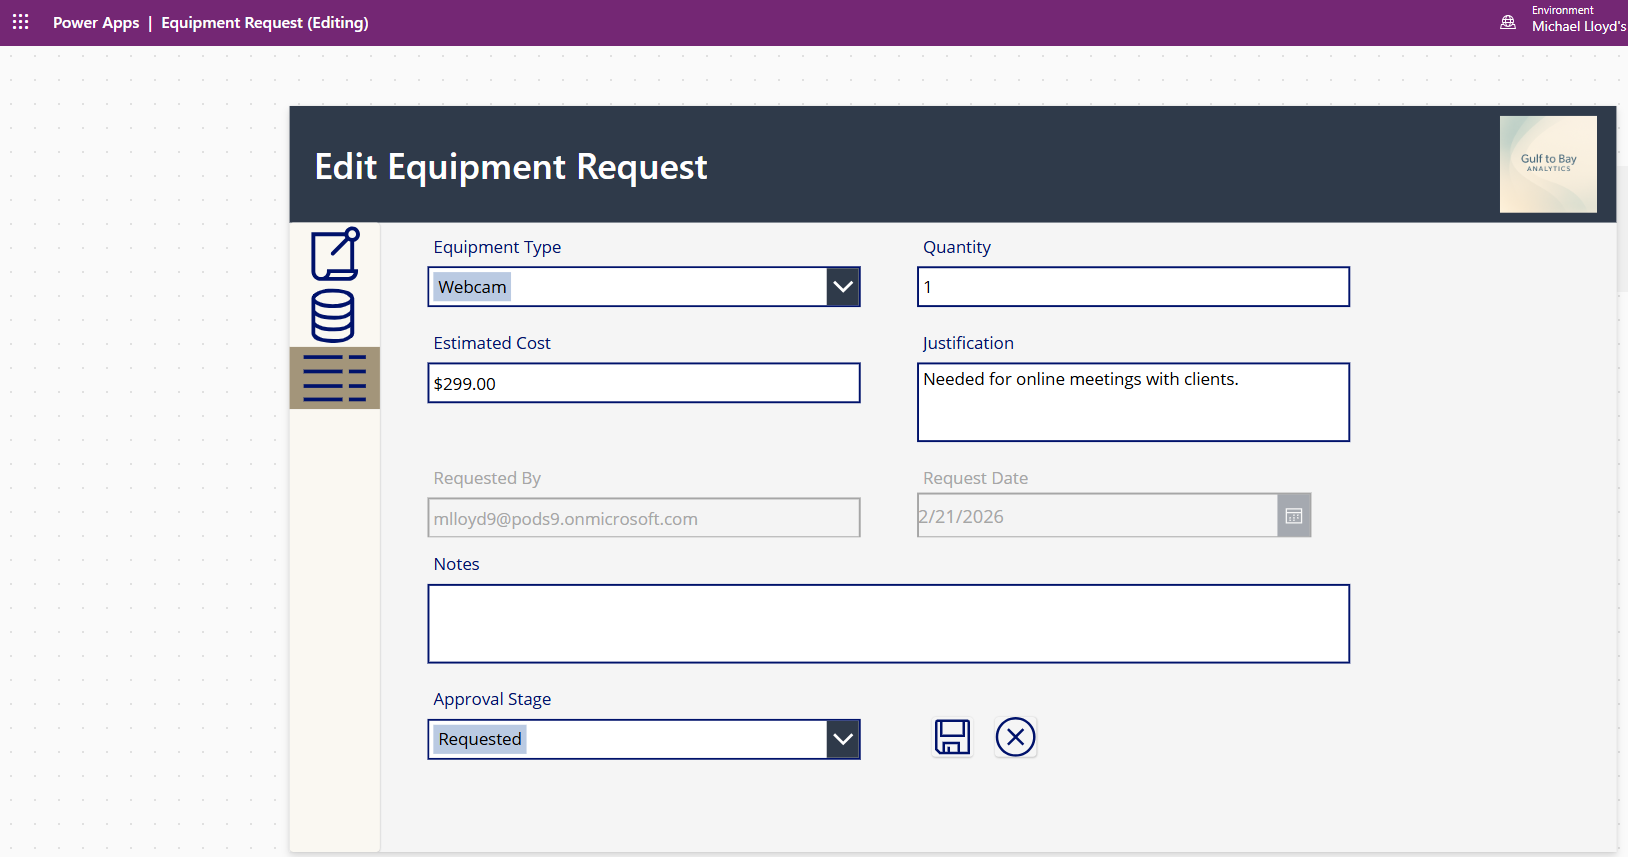 Power Apps | Equipment Request (Editing)
Environment
Michael Lloyd's
Edit Equipment Request
Gulf to Bay
ANALYTICS
Equipment Type
Quantity
Webcam
1
Estimated Cost
Justification
$299.00
Needed for online meetings with clients.
Requested By
Request Date
mlloyd9@pods9.onmicrosoft.com
2/21/2026
Notes
Approval Stage
Requested